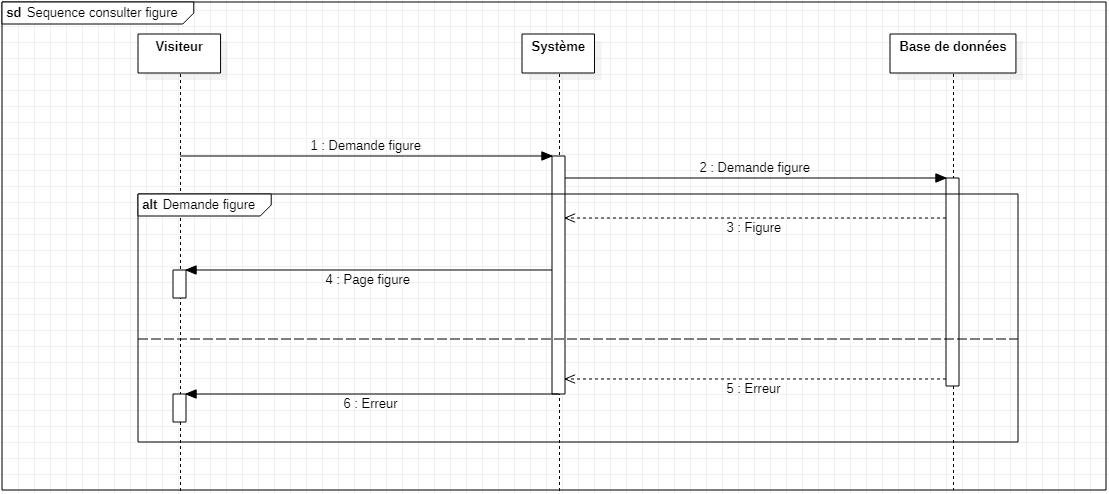 sd Sequence consulter figure
Visiteur
Système
Base de données
1 : Demande figure
2 : Demande figure
alt Demande figure
3 : Figure
4 : Page figure
5 : Erreur
6 : Erreur